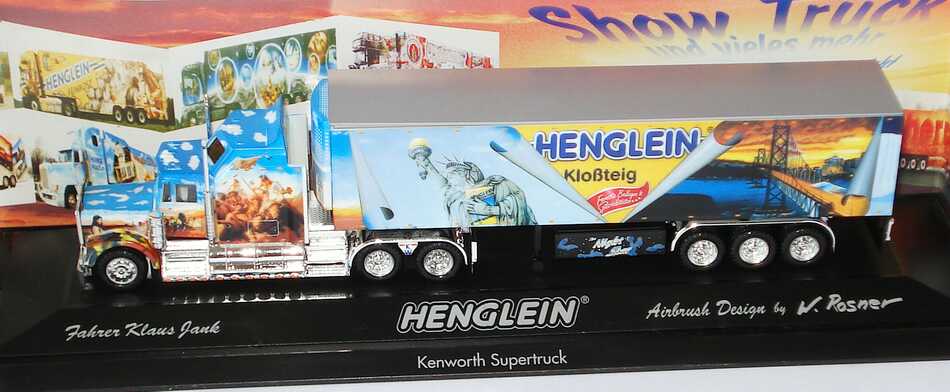 Show Truck
und vieles mehr
HENGLEIN
HENGLEIN®
Kloßteig
HENGLEIN®
Fahrer Klaus Jank
Airbrush Design by W. Rosner
Kenworth Supertruck